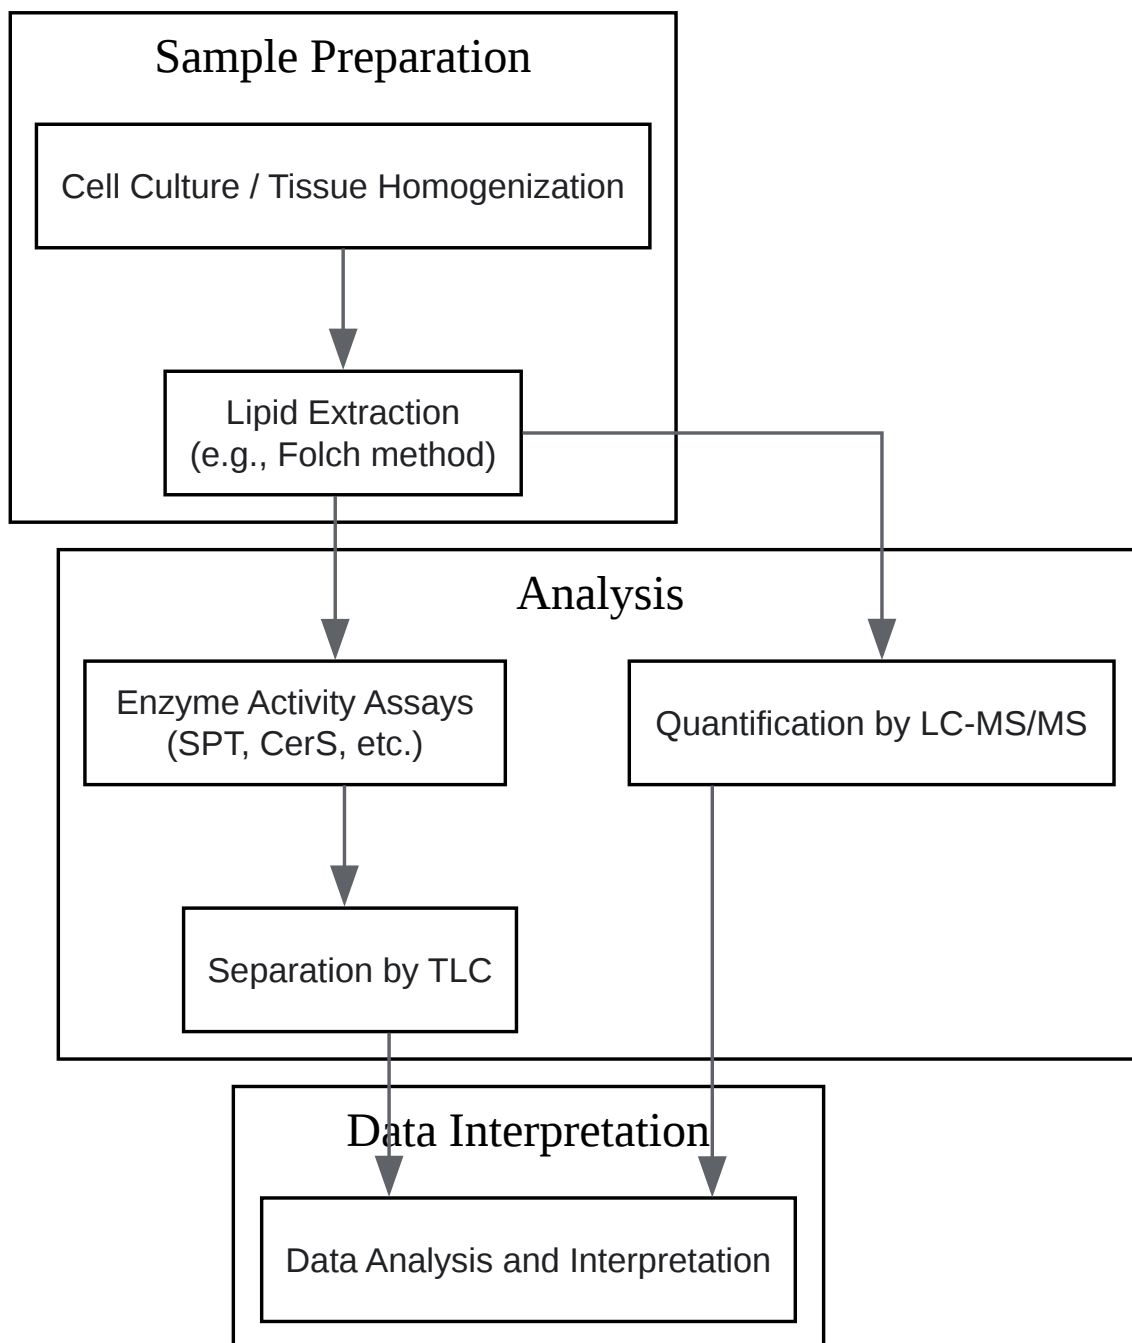 Sample Preparation
Cell Culture / Tissue Homogenization
Lipid Extraction
(e.g., Folch method)
Analysis
Enzyme Activity Assays
(SPT, CerS, etc.)
Quantification by LC-MS/MS
Separation by TLC
Data Interpretation
Data Analysis and Interpretation